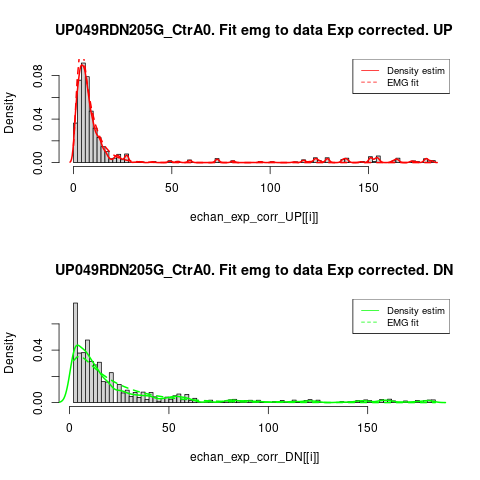 UP049RDN205G_CtrA0. Fit emg to data Exp corrected. UP
Density
0.00 0.04 0.08
Density estim
EMG fit
0 50 100 150
echan_exp_corr_UP[[i]]
UP049RDN205G_CtrA0. Fit emg to data Exp corrected. DN
Density
0.00 0.04
Density estim
EMG fit
0 50 100 150
echan_exp_corr_DN[[i]]